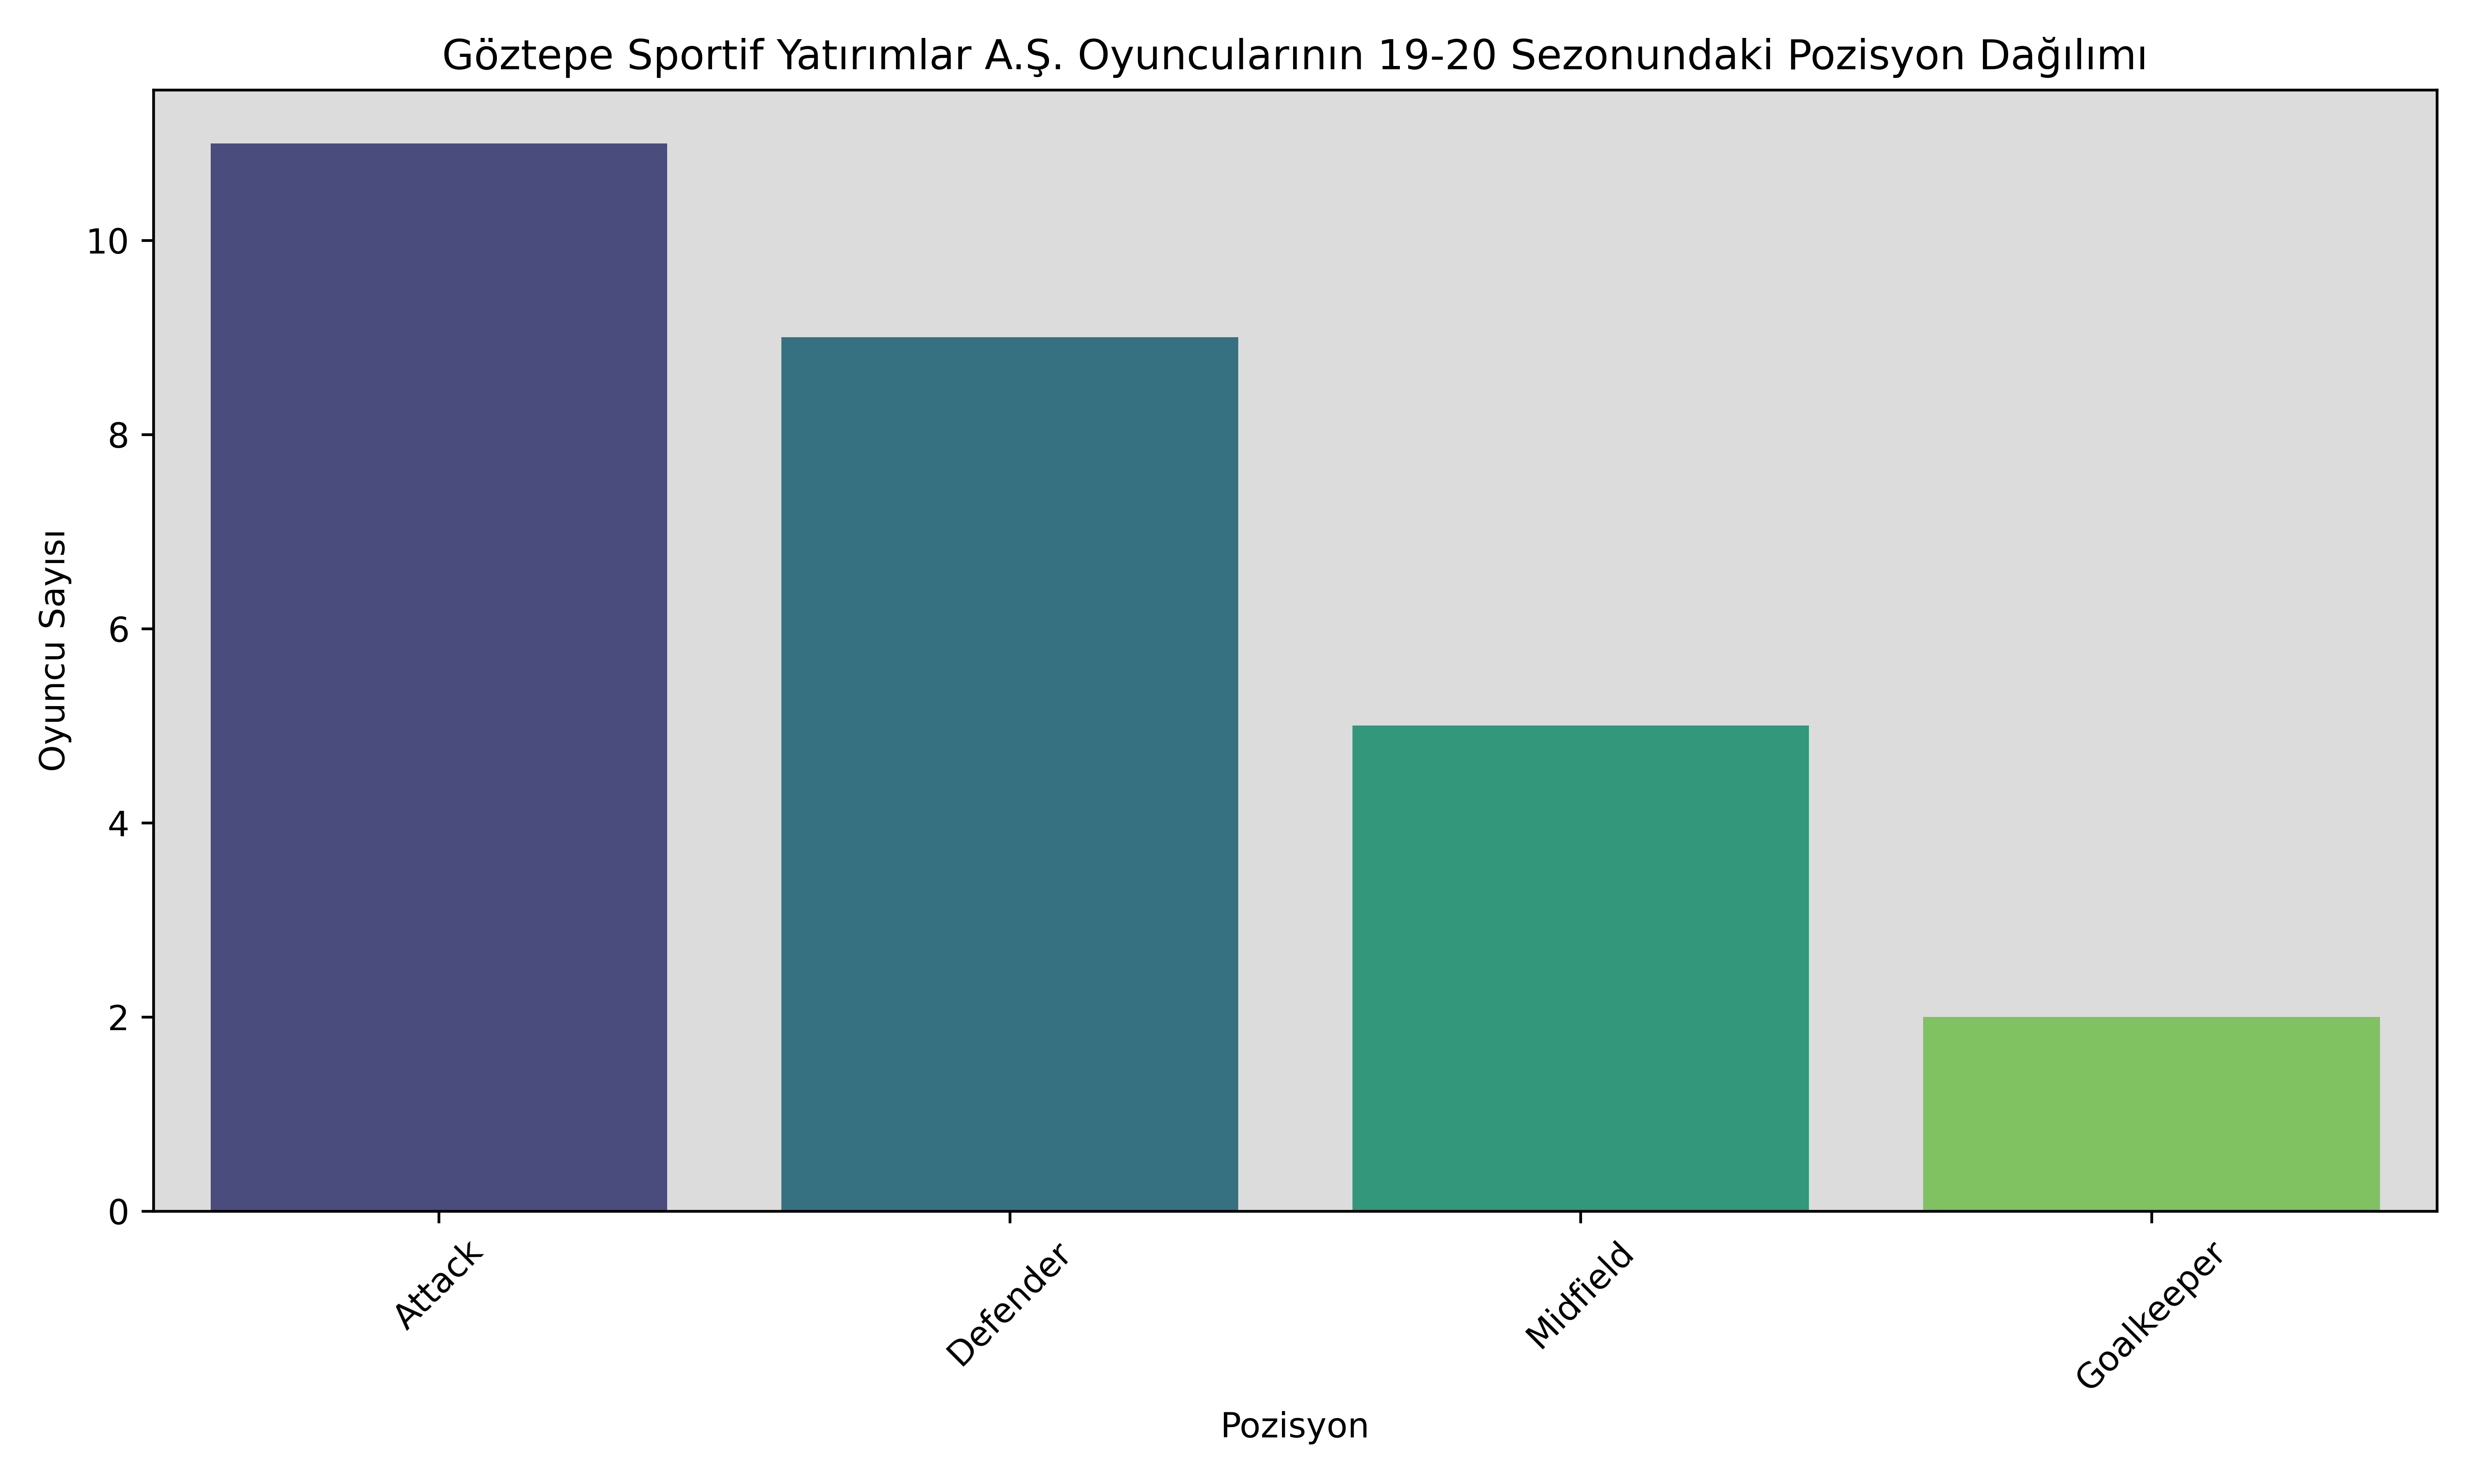 Göztepe Sportif Yatırımlar A.Ş. Oyuncularının 19-20 Sezonundaki Pozisyon Dağılımı
Oyuncu Sayısı
10
8
6
4
2
0
Attack
Defender
Midfield
Goalkeeper
Pozisyon